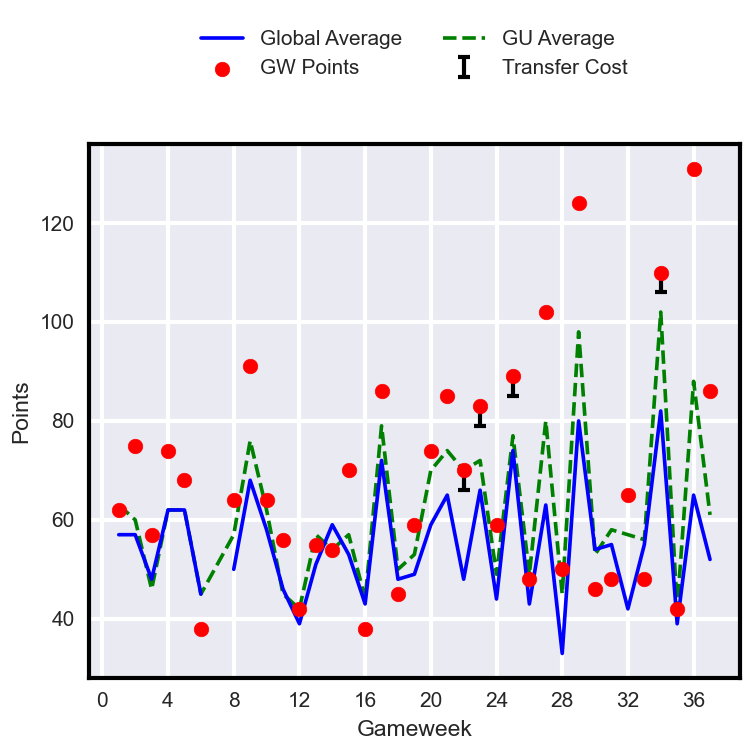 Global Average
GU Average
GW Points
Transfer Cost
120
100
80
60
40
Points
0 4 8 12 16 20 24 28 32 36
Gameweek